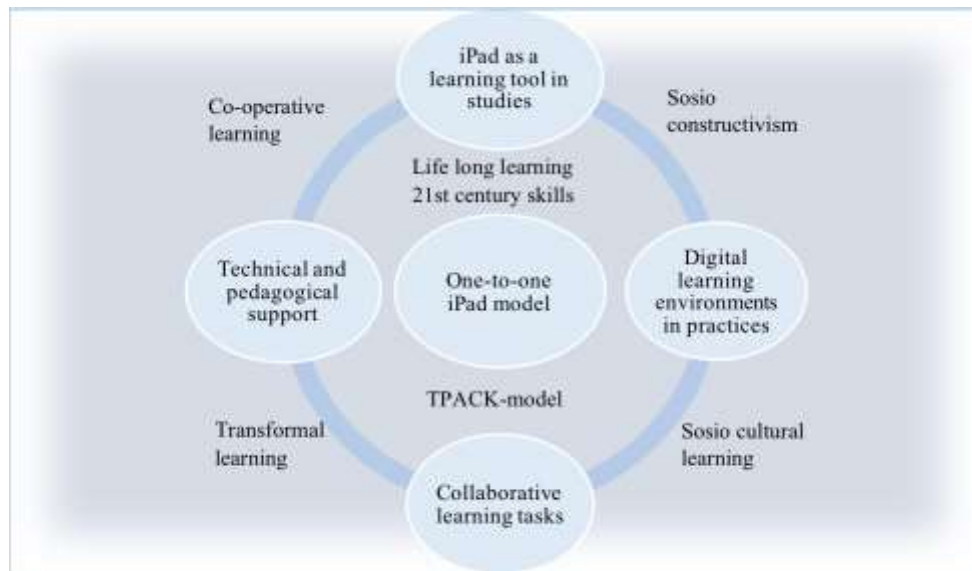 iPad as a
learning tool in
studies
Co-operative
learning
Sosio
constructivism
Life long learning
21st century skills
Technical and
pedagogical
support
One-to-one
iPad model
Digital
learning
environments
in practices
TPACK-model
Transformal
learning
Sosio cultural
learning
Collaborative
learning tasks